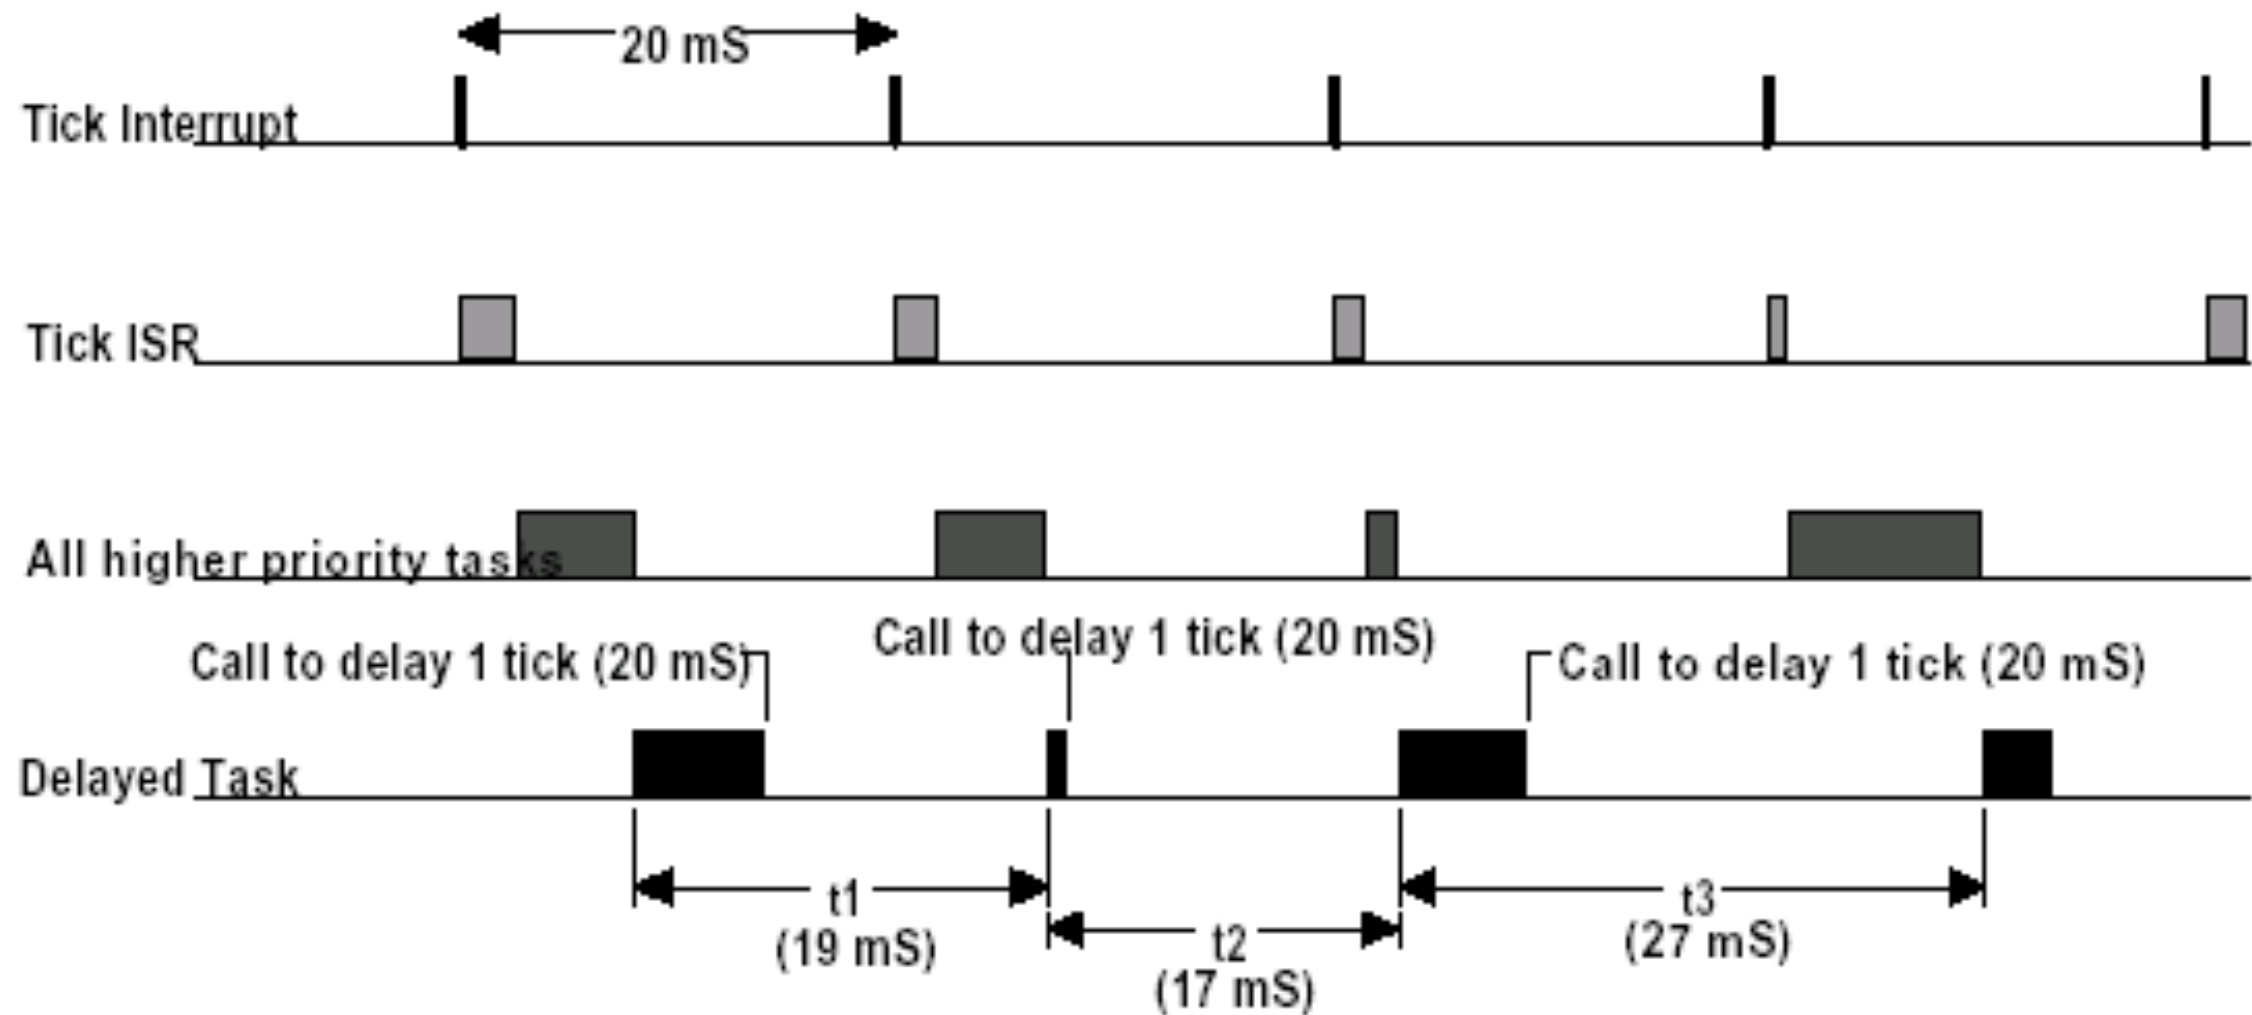 20 mS
Tick Interrupt
Tick ISR
All higher priority tasks
Call to delay 1 tick (20 mS)
Call to delay 1 tick (20 mS)
Call to delay 1 tick (20 mS)
Delayed Task
t1
(19 mS)
t2
(17 mS)
t3
(27 mS)